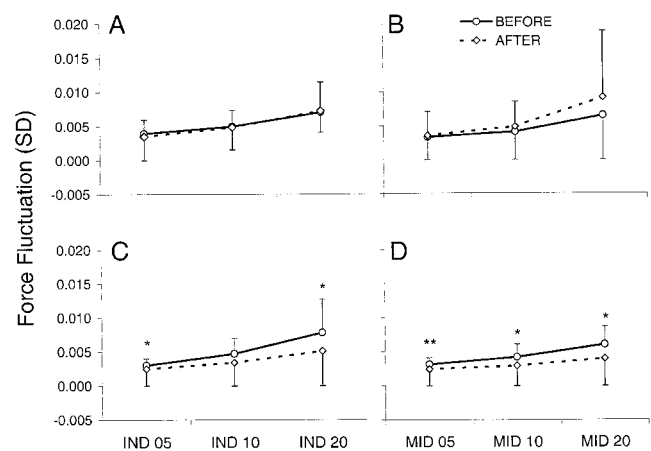 A
B
BEFORE
AFTER
Force Fluctuation (SD)
0.020
0.015
0.010
0.005
0.000
-0.005
C
D
0.020
0.015
0.010
0.005
0.000
-0.005
*
*
**
*
*
IND 05
IND 10
IND 20
MID 05
MID 10
MID 20